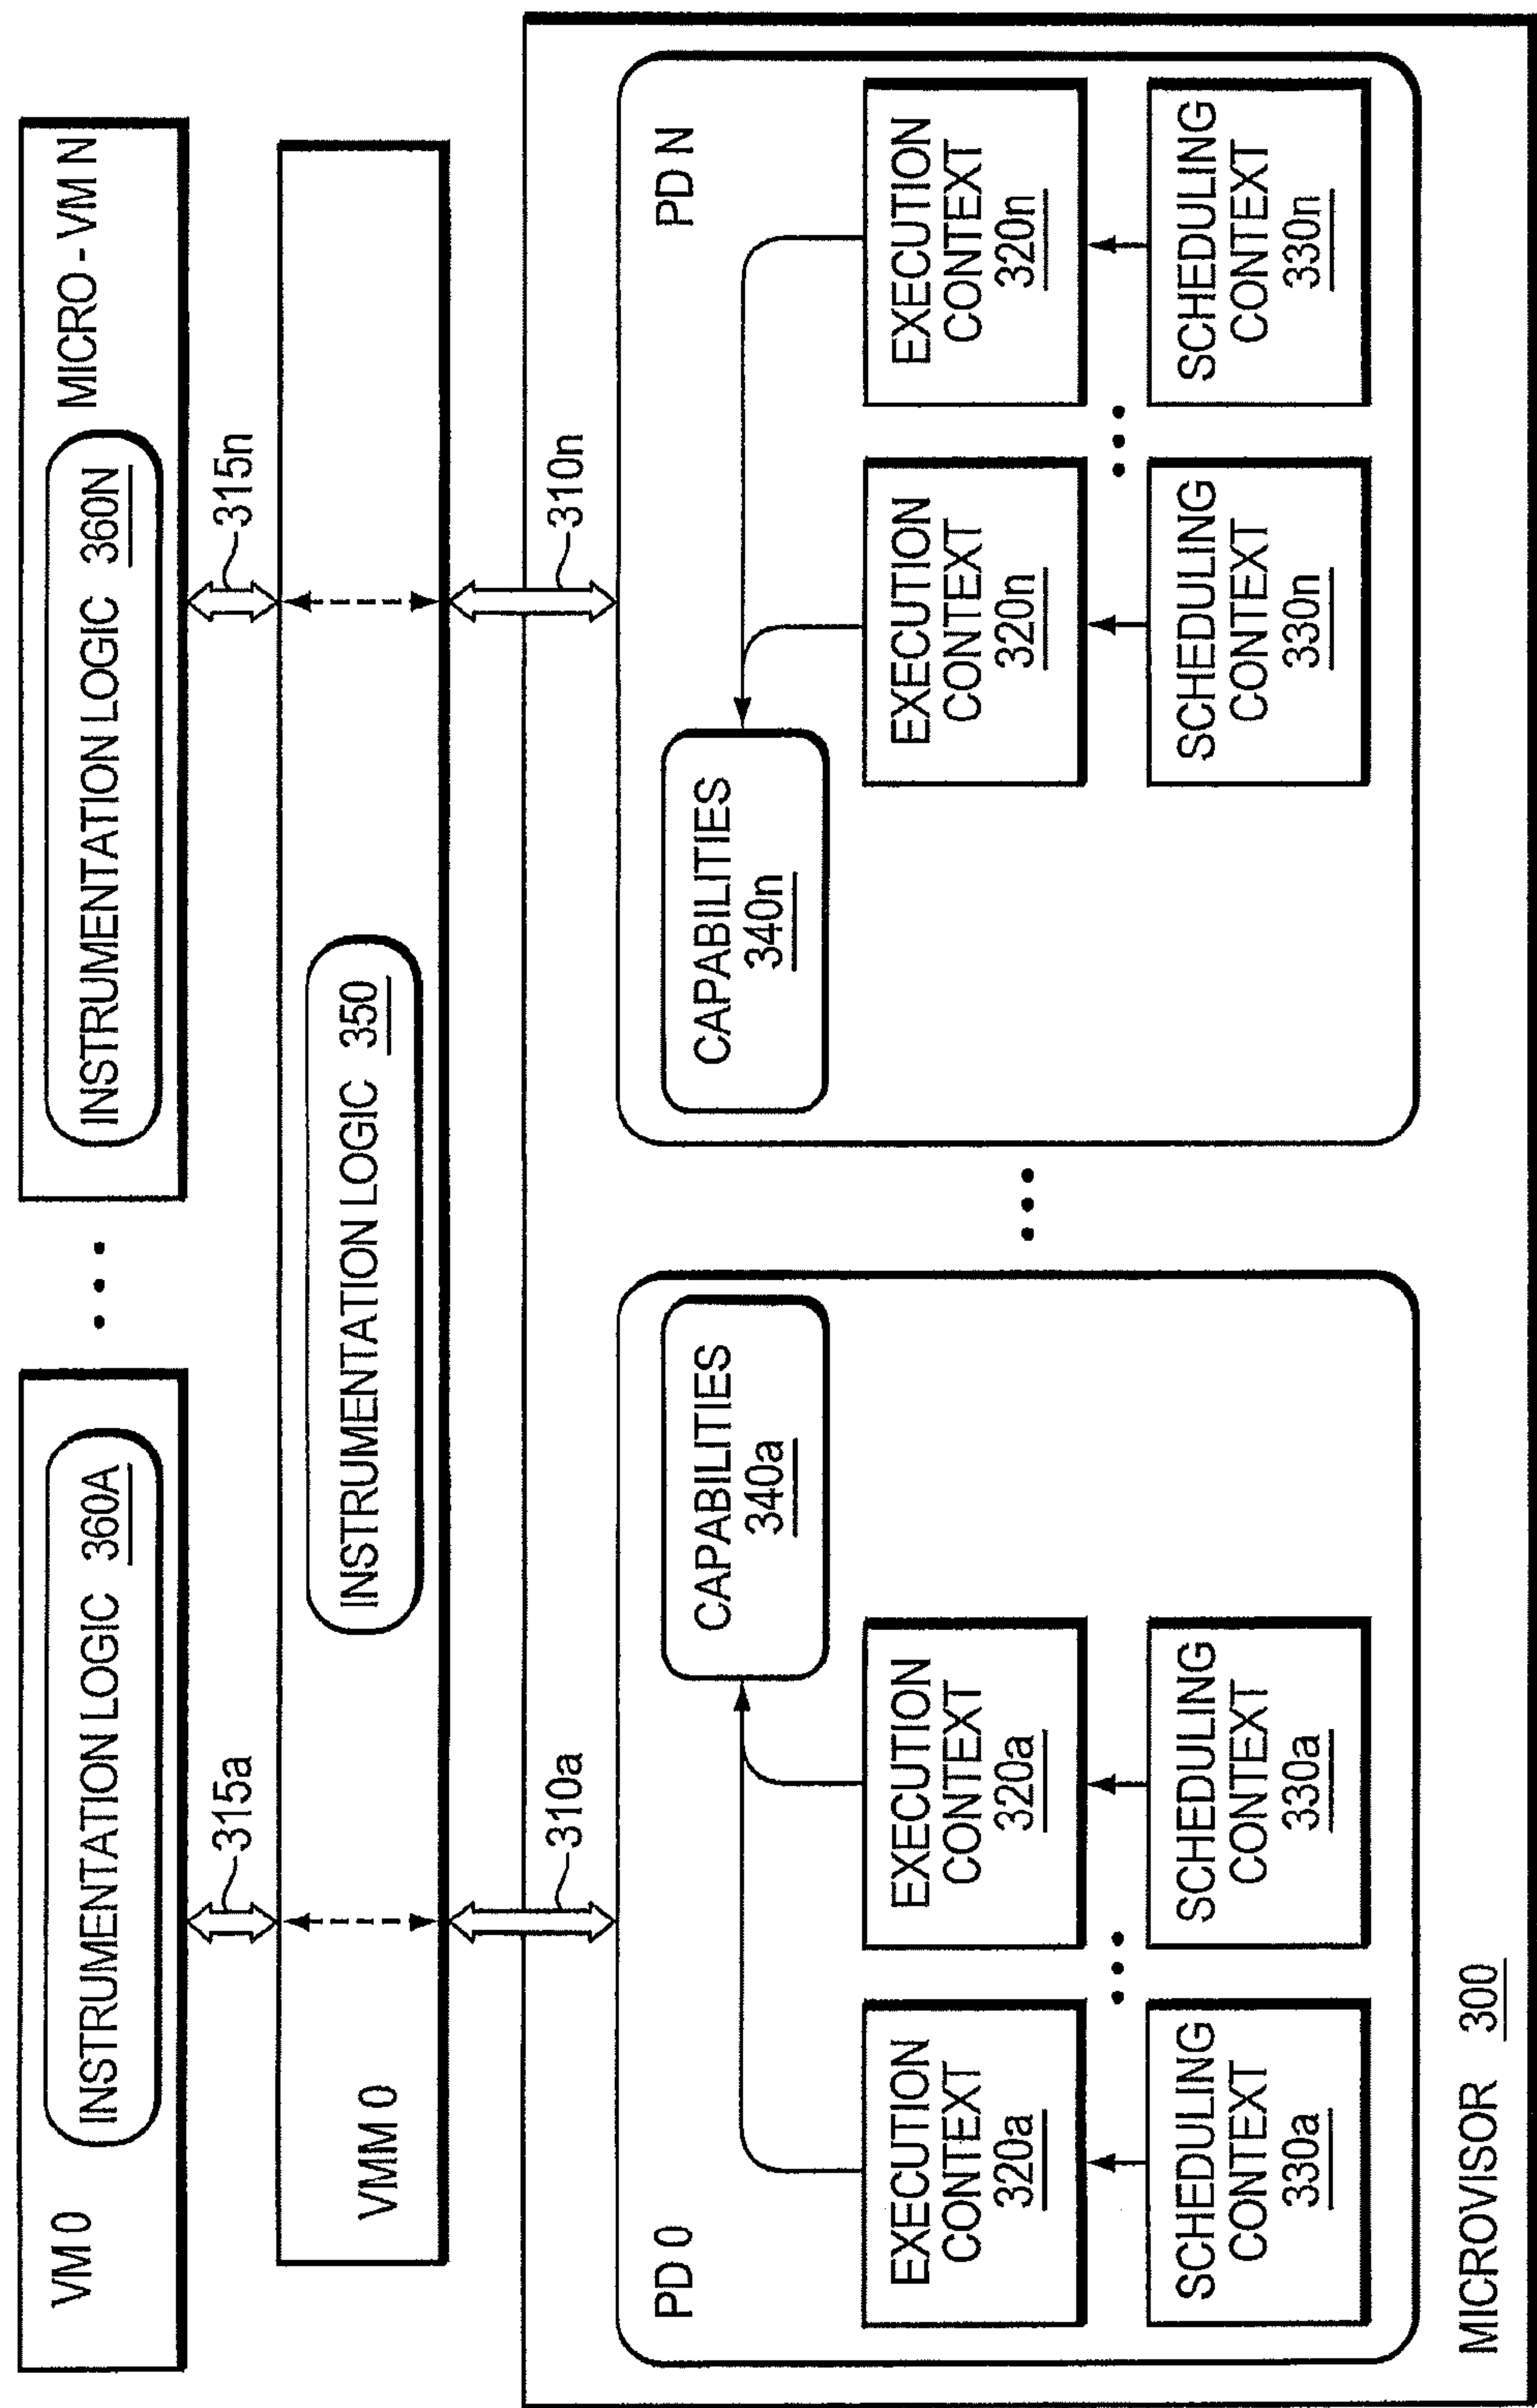 VM 0
INSTRUMENTATION LOGIC 360A
. . .
INSTRUMENTATION LOGIC 360N
MICRO - VM N
315a
315n
VMM 0
INSTRUMENTATION LOGIC 350
310a
310n
PD 0
CAPABILITIES
340a
EXECUTION
CONTEXT
320a
EXECUTION
CONTEXT
320a
...
SCHEDULING
CONTEXT
330a
SCHEDULING
CONTEXT
330a
...
PD N
CAPABILITIES
340n
EXECUTION
CONTEXT
320n
EXECUTION
CONTEXT
320n
...
SCHEDULING
CONTEXT
330n
SCHEDULING
CONTEXT
330n
MICROVISOR 300